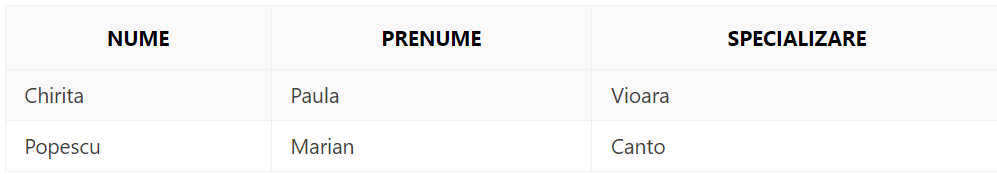 NUME PRENUME SPECIALIZARE
Chirita Paula Vioara
Popescu Marian Canto